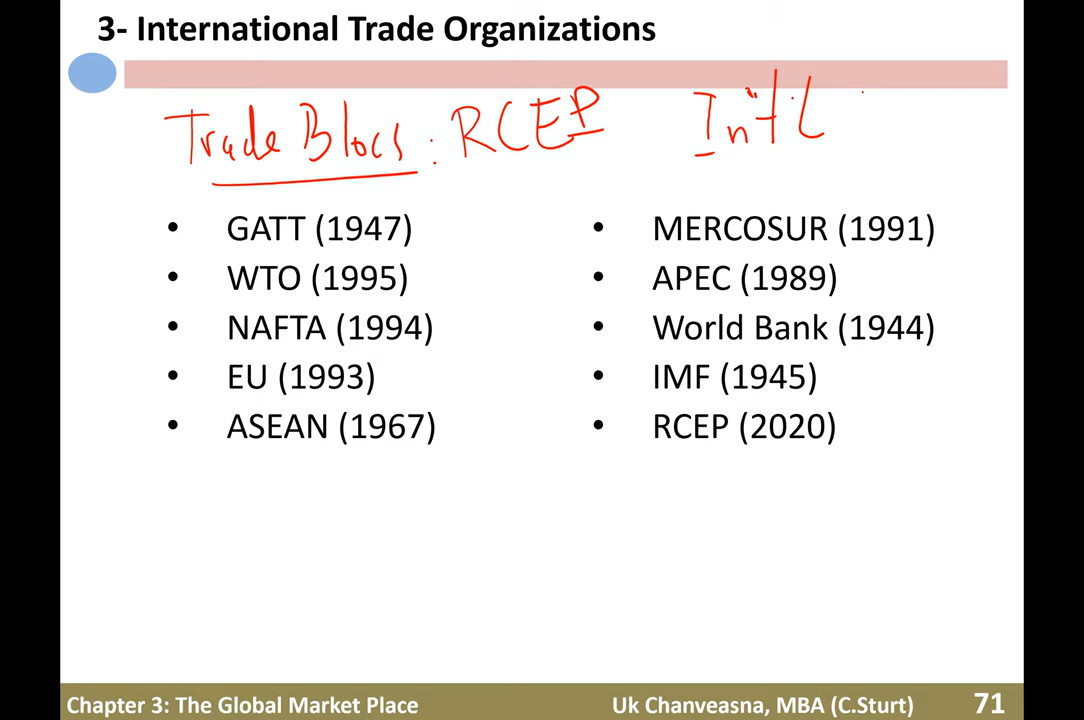 3- International Trade Organizations
Trade Blocs: RCEP Int'l
• GATT (1947)
• WTO (1995)
• NAFTA (1994)
• EU (1993)
• ASEAN (1967)
• MERCOSUR (1991)
• APEC (1989)
• World Bank (1944)
• IMF (1945)
• RCEP (2020)
Chapter 3: The Global Market Place Uk Chanveasna, MBA (C.Sturt) 71